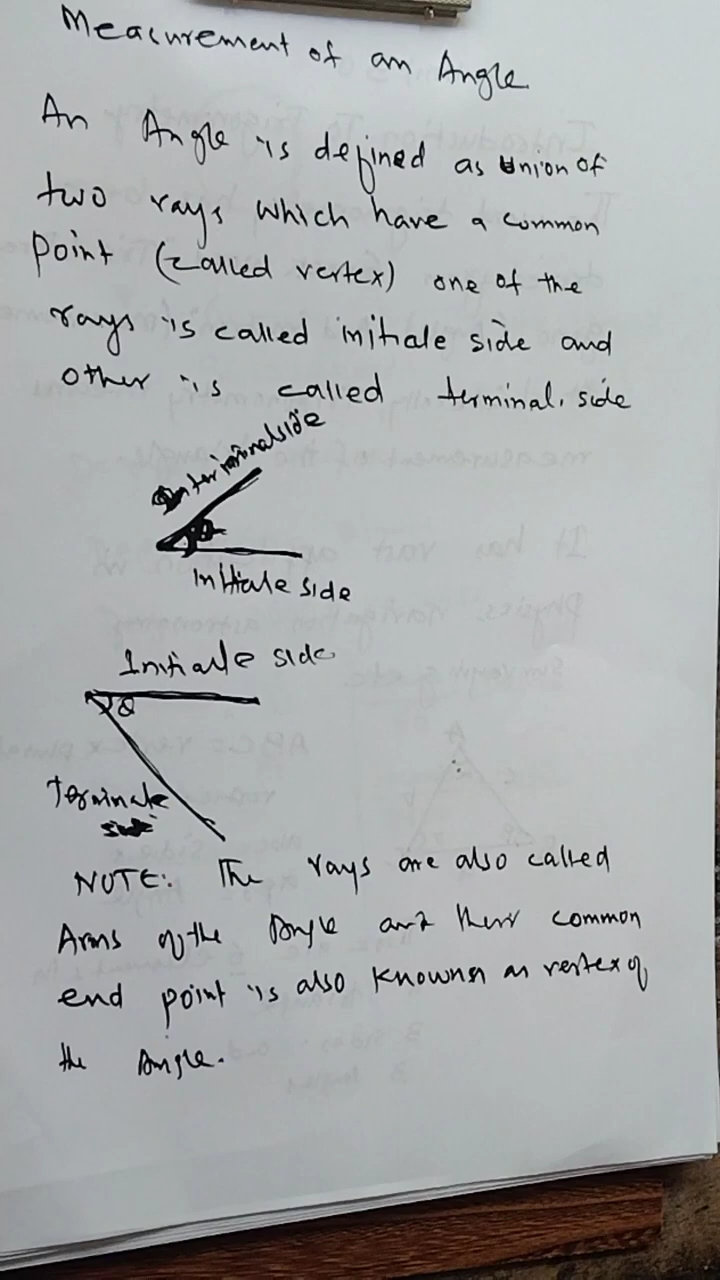 Measurement of an Angle
An Angle is defined as union of
two rays which have a common
point (called vertex) one of the
rays is called initiale side and
other is called terminal. side
terminalside
Initiale side
Initiale side
θ
Terminale
side
NOTE: The rays are also called
Arms of the Angle and their common
end point is also known as vertex of
the Angle.